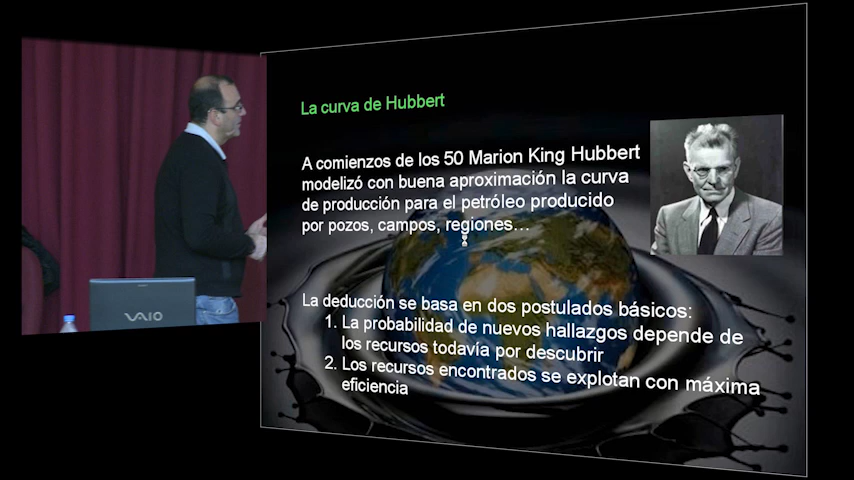 La curva de Hubbert
A comienzos de los 50 Marion King Hubbert
modelizó con buena aproximación la curva
de producción para el petróleo producido
por pozos, campos, regiones...
La deducción se basa en dos postulados básicos:
1. La probabilidad de nuevos hallazgos depende de
los recursos todavía por descubrir
2. Los recursos encontrados se explotan con máxima
eficiencia
VAIO